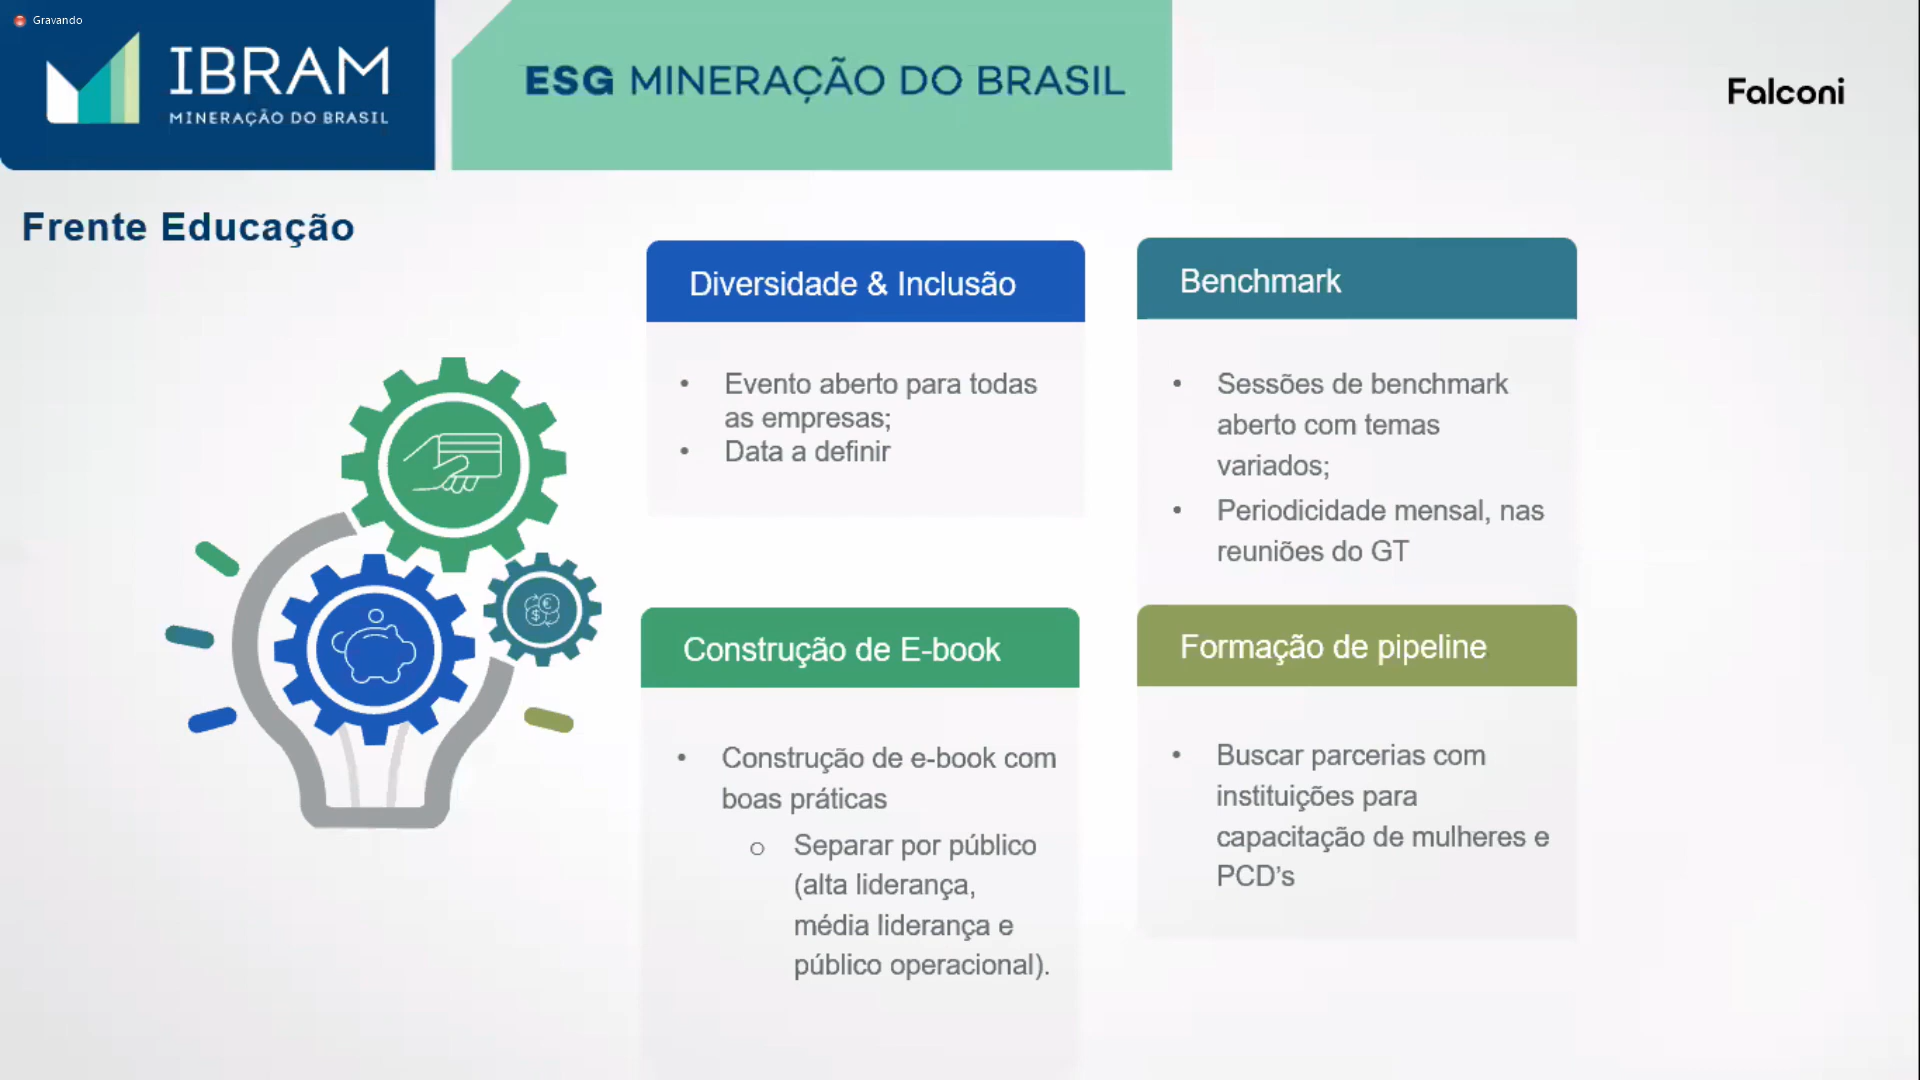 Gravando
IBRAM
MINERAÇÃO DO BRASIL
ESG MINERAÇÃO DO BRASIL
Falconi
Frente Educação
Diversidade & Inclusão
• Evento aberto para todas
as empresas;
• Data a definir
Benchmark
• Sessões de benchmark
aberto com temas
variados;
• Periodicidade mensal, nas
reuniões do GT
Construção de E-book
• Construção de e-book com
boas práticas
o Separar por público
(alta liderança,
média liderança e
público operacional).
Formação de pipeline
• Buscar parcerias com
instituições para
capacitação de mulheres e
PCD’s